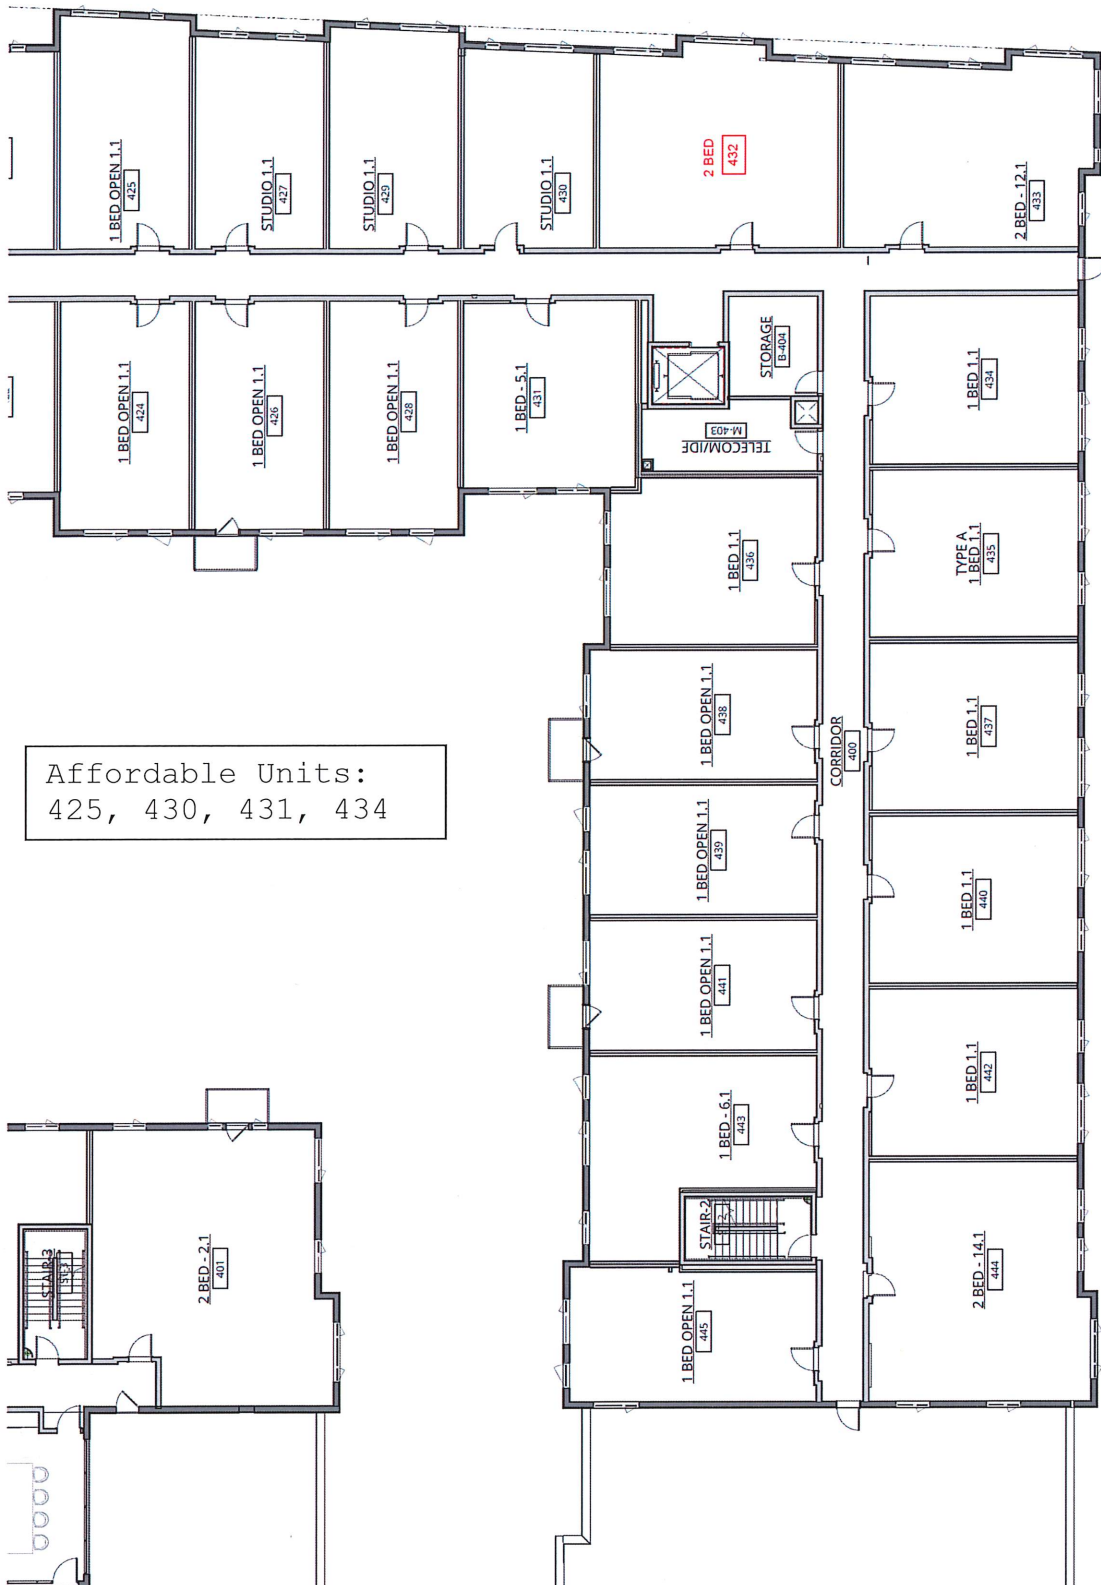 1 BED OPEN 1.1
425
STUDIO 1.1
427
STUDIO 1.1
429
STUDIO 1.1
430
2 BED
432
2 BED - 12.1
433
1 BED OPEN 1.1
424
1 BED OPEN 1.1
426
1 BED OPEN 1.1
428
1 BED - 5.1
431
STORAGE
B-404
M-403
TELECOM/IDF
1 BED 1.1
434
1 BED 1.1
436
TYPE A
1 BED 1.1
435
1 BED OPEN 1.1
438
CORRIDOR
400
1 BED 1.1
437
Affordable Units:
425, 430, 431, 434
1 BED OPEN 1.1
439
1 BED 1.1
440
1 BED OPEN 1.1
441
1 BED 1.1
442
1 BED - 6.1
443
STAIR-2
2 BED - 14.1
444
1 BED OPEN 1.1
445
STAIR-3
2 BED - 2.1
401